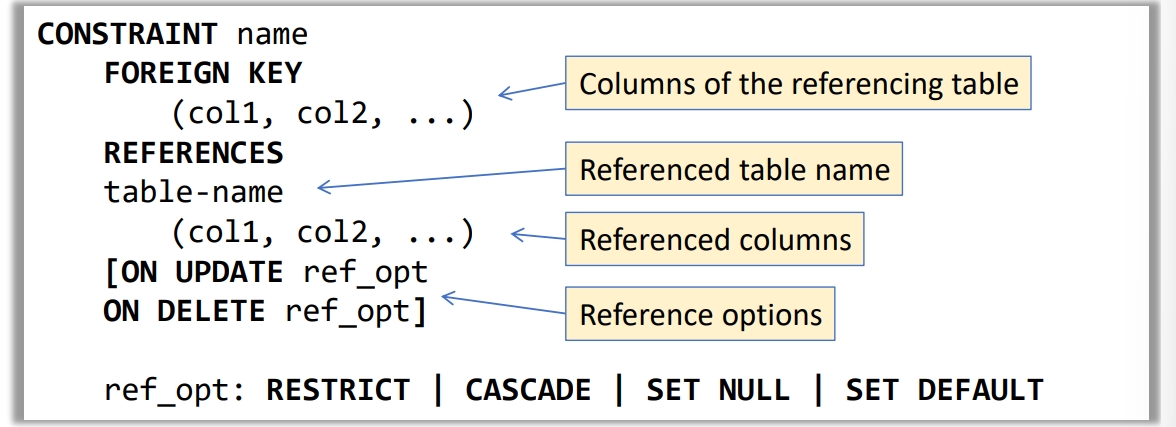 CONSTRAINT name
FOREIGN KEY
(col1, col2, ...)
Columns of the referencing table
REFERENCES
table-name
Referenced table name
(col1, col2, ...)
Referenced columns
[ON UPDATE ref_opt
ON DELETE ref_opt]
Reference options
ref_opt: RESTRICT | CASCADE | SET NULL | SET DEFAULT